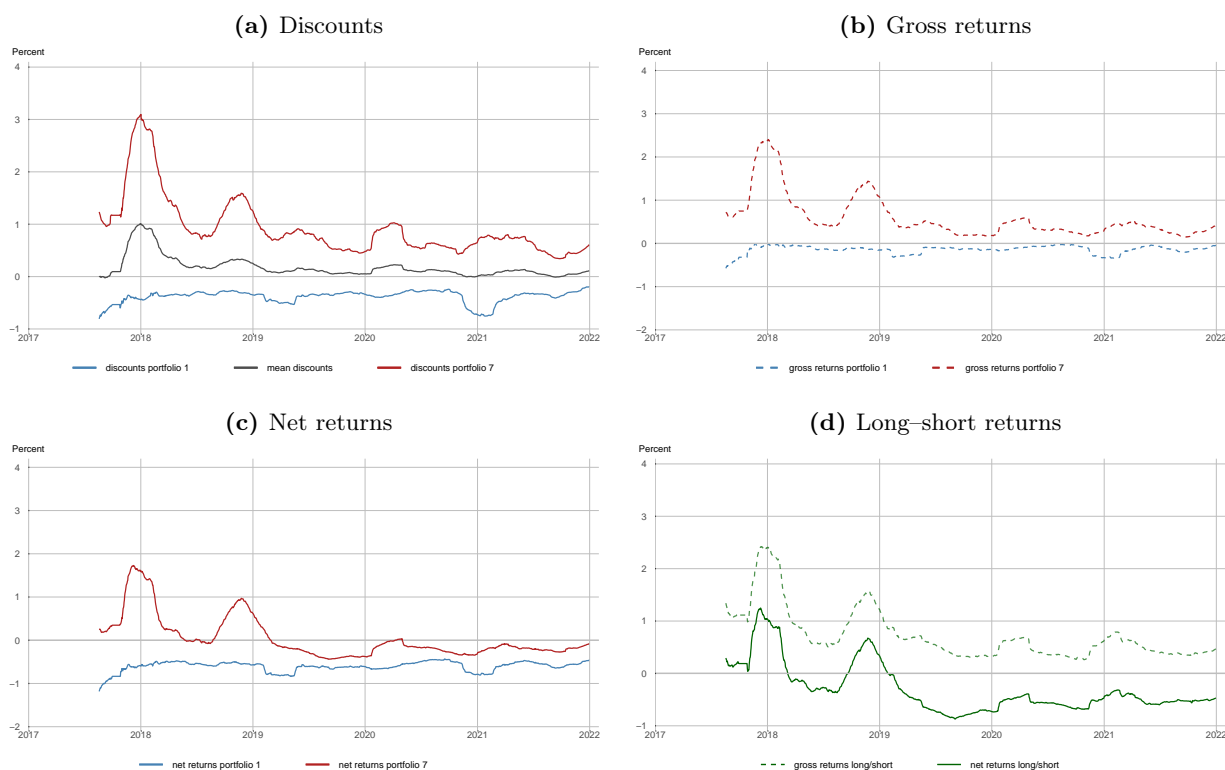 (a) Discounts
Percent
4
3
2
1
0
−1
2017 2018 2019 2020 2021 2022
discounts portfolio 1 mean discounts discounts portfolio 7
(b) Gross returns
Percent
4
3
2
1
0
−1
−2
2017 2018 2019 2020 2021 2022
gross returns portfolio 1 gross returns portfolio 7
(c) Net returns
Percent
4
3
2
1
0
−1
−2
2017 2018 2019 2020 2021 2022
net returns portfolio 1 net returns portfolio 7
(d) Long–short returns
Percent
4
3
2
1
0
−1
2017 2018 2019 2020 2021 2022
gross returns long/short net returns long/short